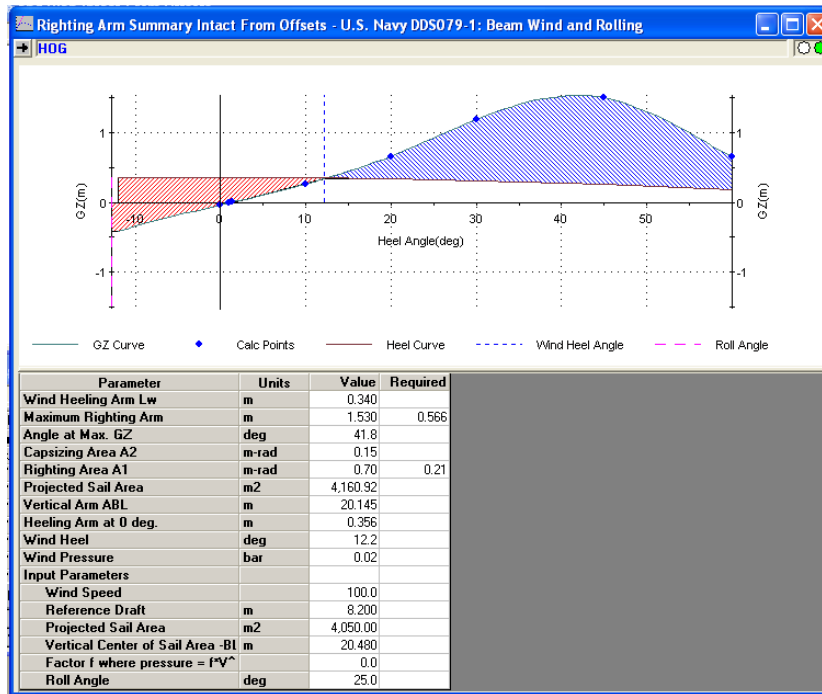 Righting Arm Summary Intact From Offsets - U.S. Navy DDS079-1: Beam Wind and Rolling
HOG
1 1
0 0
-1 -1
-10 10 20 30 40 50
GZ(m) GZ(m)
Heel Angle(deg)
GZ Curve Calc Points Heel Curve Wind Heel Angle Roll Angle
Parameter Units Value Required
Wind Heeling Arm Lw m 0.340
Maximum Righting Arm m 1.530 0.566
Angle at Max. GZ deg 41.8
Capsizing Area A2 m-rad 0.15
Righting Area A1 m-rad 0.70 0.21
Projected Sail Area m2 4,160.92
Vertical Arm ABL m 20.145
Heeling Arm at 0 deg. m 0.356
Wind Heel deg 12.2
Wind Pressure bar 0.02
Input Parameters
Wind Speed 100.0
Reference Draft m 8.200
Projected Sail Area m2 4,050.00
Vertical Center of Sail Area -BL m 20.480
Factor f where pressure = f*V^ 0.0
Roll Angle deg 25.0